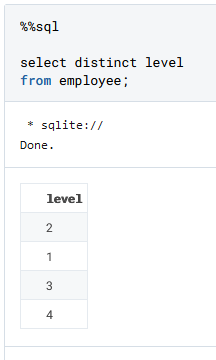 %%sql
select distinct level
from employee;
* sqlite://
Done.
level
2
1
3
4